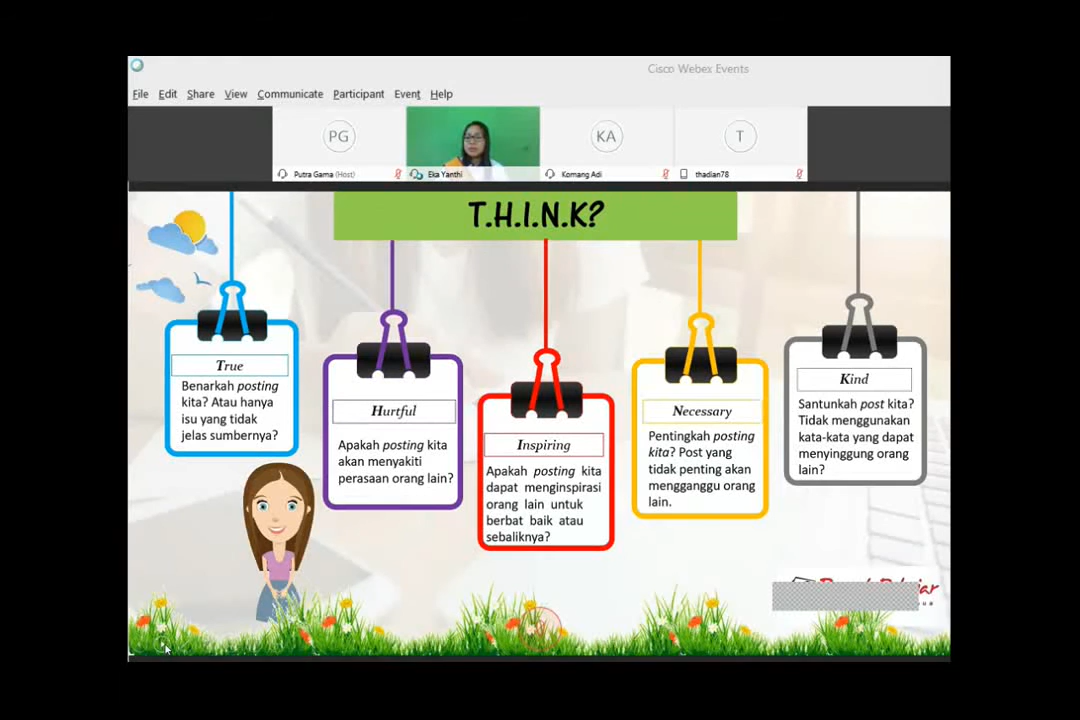 Cisco Webex Events
File Edit Share View Communicate Participant Event Help
PG
KA
T
Putra Gama (Host)
Eka Yanthi
Komang Adi
thadian78
T.H.I.N.K?
True
Benarkah posting
kita? Atau hanya
isu yang tidak
jelas sumbernya?
Hurtful
Apakah posting kita
akan menyakiti
perasaan orang lain?
Inspiring
Apakah posting kita
dapat menginspirasi
orang lain untuk
berbat baik atau
sebaliknya?
Necessary
Pentingkah posting
kita? Post yang
tidak penting akan
mengganggu orang
lain.
Kind
Santunkah post kita?
Tidak menggunakan
kata-kata yang dapat
menyinggung orang
lain?